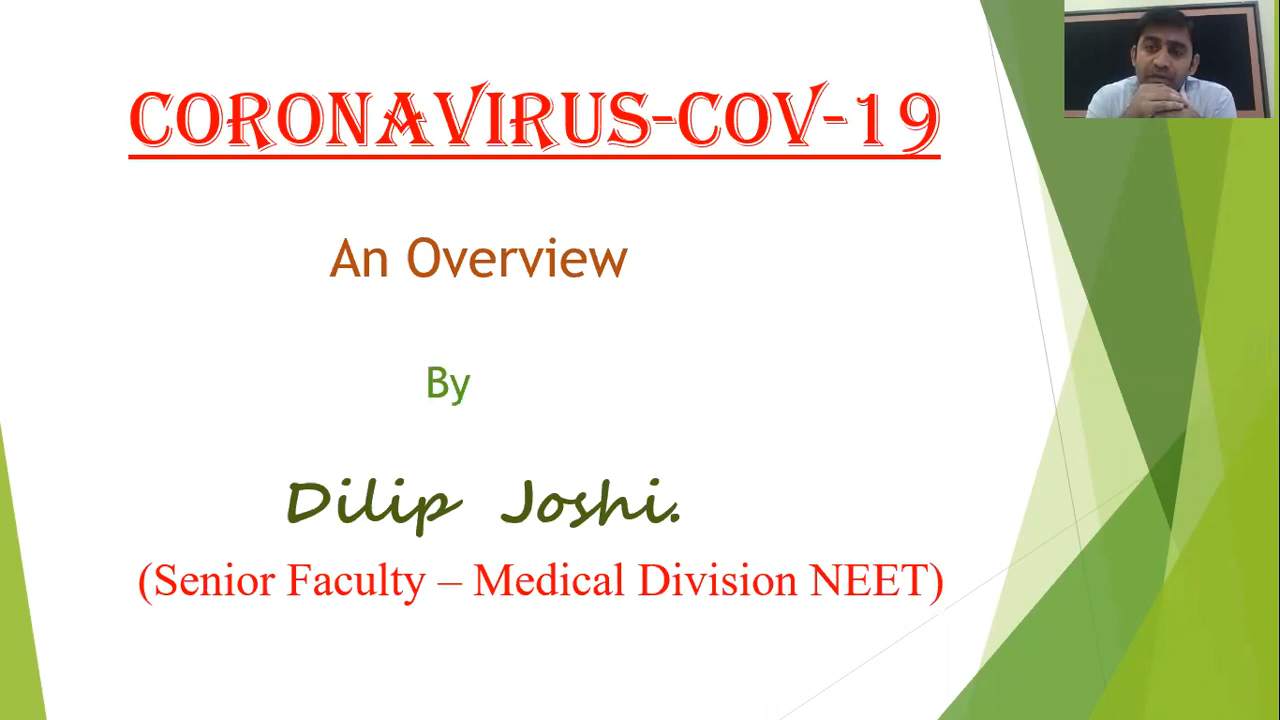 CORONAVIRUS-COV-19
An Overview
By
Dilip Joshi.
(Senior Faculty – Medical Division NEET)